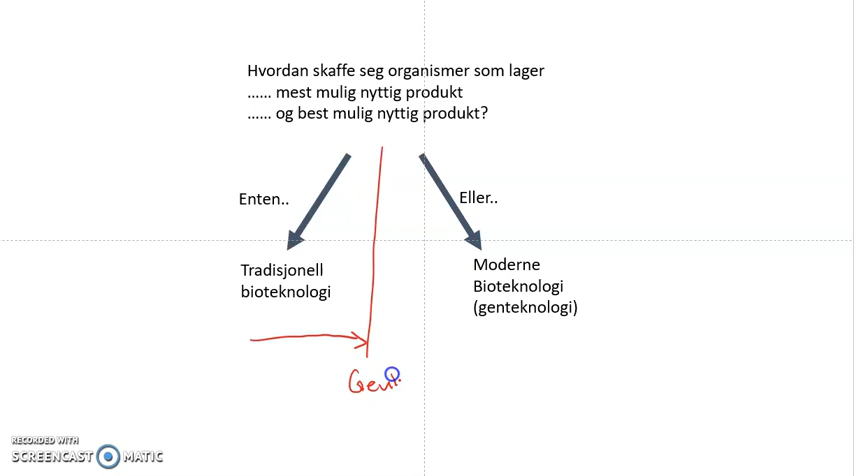 Hvordan skaffe seg organismer som lager
...... mest mulig nyttig produkt
...... og best mulig nyttig produkt?
Enten..
Eller..
Tradisjonell
bioteknologi
Moderne
Bioteknologi
(genteknologi)
RECORDED WITH
SCREENCAST MATIC